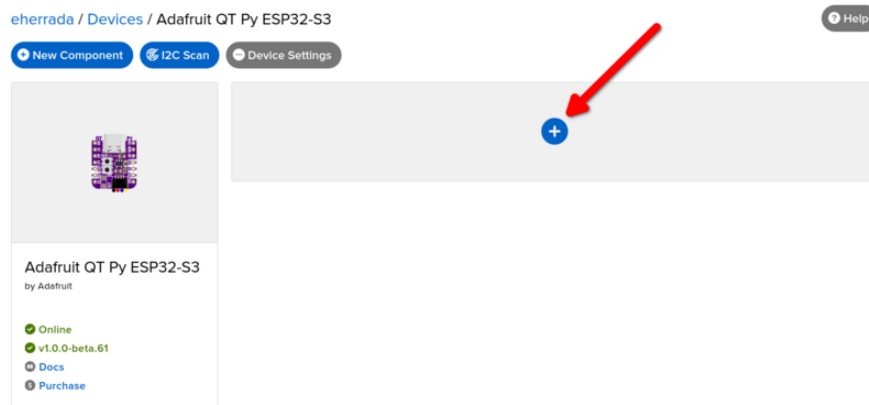 eherrada / Devices / Adafruit QT Py ESP32-S3
Help
New Component
I2C Scan
Device Settings
Adafruit QT Py ESP32-S3
by Adafruit
Online
v1.0.0-beta.61
Docs
Purchase